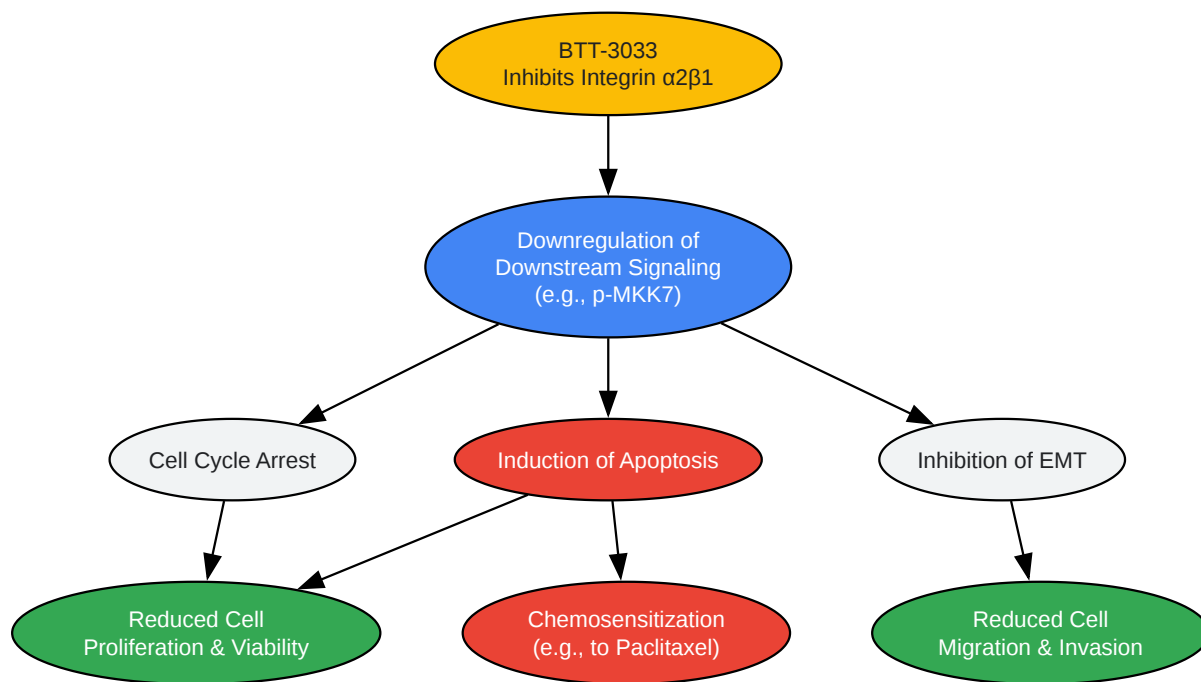 BTT-3033
Inhibits Integrin α2β1
Downregulation of
Downstream Signaling
(e.g., p-MKK7)
Cell Cycle Arrest
Induction of Apoptosis
Inhibition of EMT
Reduced Cell
Proliferation & Viability
Chemosensitization
(e.g., to Paclitaxel)
Reduced Cell
Migration & Invasion